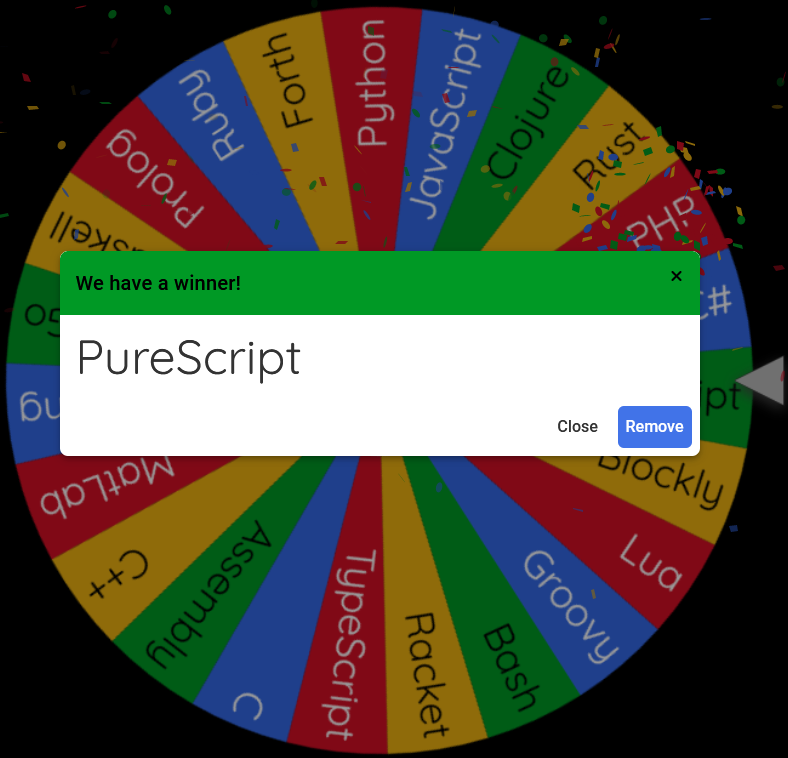 Python
JavaScript
Clojure
Rust
PHP
C#
ipt
Blockly
Lua
Groovy
Bash
Racket
TypeScript
C
Assembly
C++
MatLab
ng
Go
skell
Prolog
Ruby
Forth
We have a winner!
×
PureScript
Close Remove